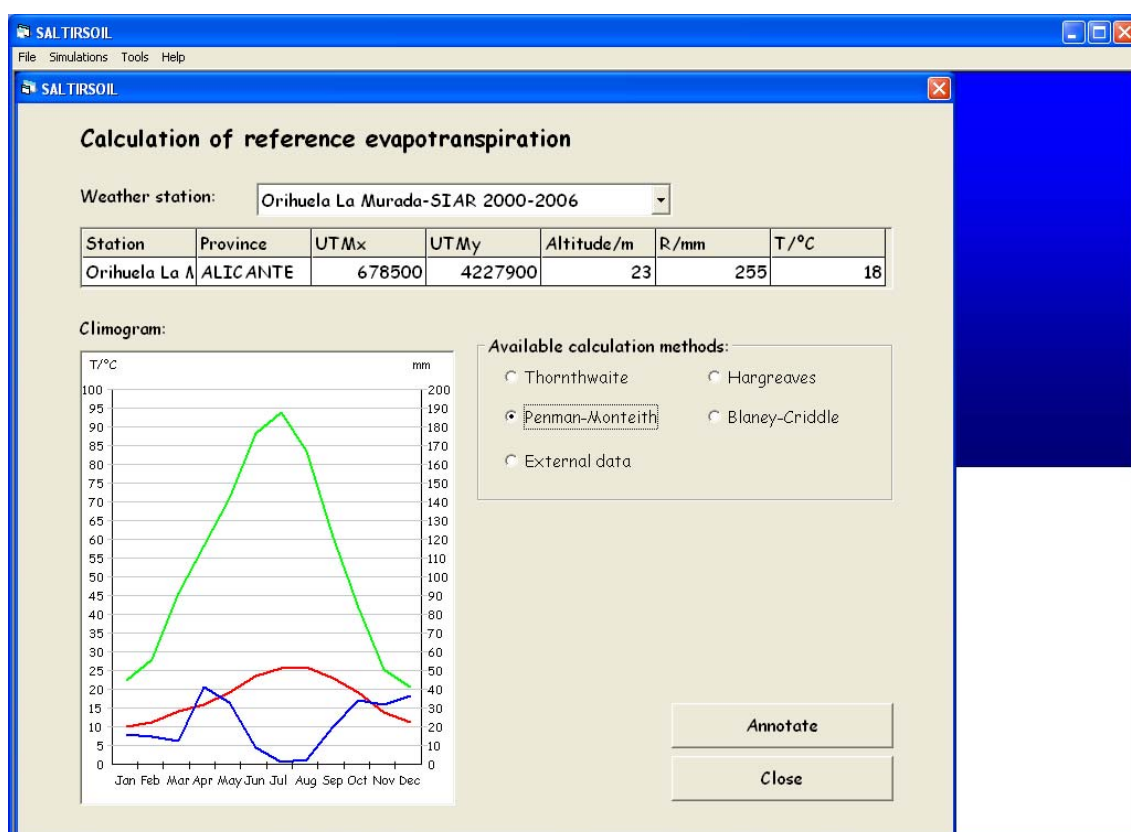 SALTIRSOIL
File Simulations Tools Help
SALTIRSOIL
Calculation of reference evapotranspiration
Weather station: Orihuela La Murada-SIAR 2000-2006
Station Province UTMx UTMy Altitude/m R/mm T/ºC
Orihuela La M ALICANTE 678500 4227900 23 255 18
Climogram:
T/ºC mm
100 200
95 190
90 180
85 170
80 160
75 150
70 140
65 130
60 120
55 110
50 100
45 90
40 80
35 70
30 60
25 50
20 40
15 30
10 20
5 10
0 0
Jan Feb Mar Apr May Jun Jul Aug Sep Oct Nov Dec
Available calculation methods:
Thornthwaite Hargreaves
Penman-Monteith Blaney-Criddle
External data
Annotate
Close